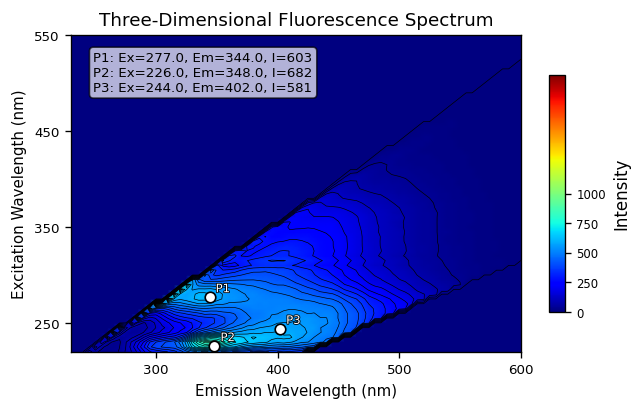 Three-Dimensional Fluorescence Spectrum
P1: Ex=277.0, Em=344.0, I=603
P2: Ex=226.0, Em=348.0, I=682
P3: Ex=244.0, Em=402.0, I=581
550
450
350
250
Excitation Wavelength (nm)
P1
P3
P2
300
400
500
600
Emission Wavelength (nm)
1000
750
500
250
0
Intensity